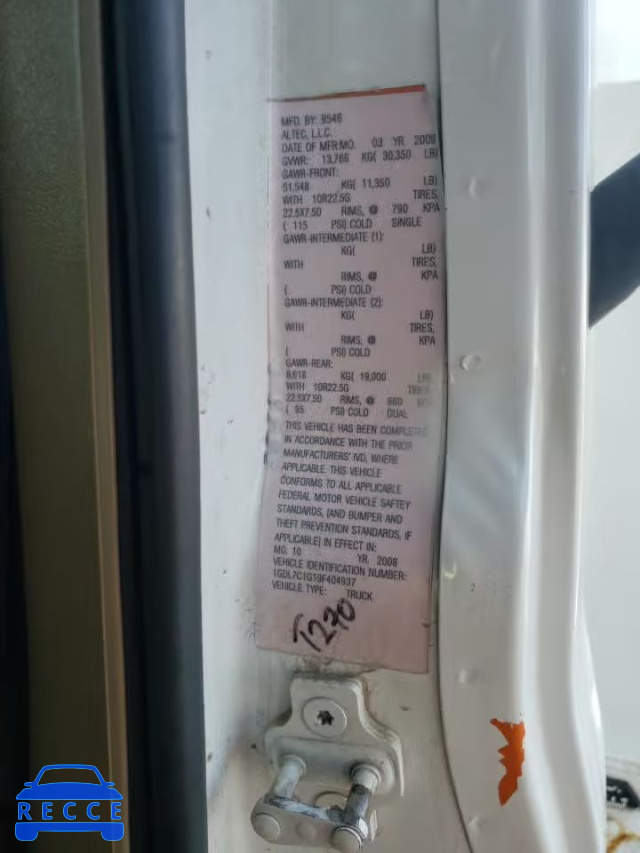 MFD. BY: 9546
ALTEC, L.L.C.
DATE OF MFR:MO. 03 YR. 2009
GVWR: 13,766 KG( 30,350 LB)
GAWR-FRONT:
51,548 KG( 11,350 LB)
WITH 10R22.5G TIRES,
22.5X7.50 RIMS, @ 790 KPA
( 115 PSI) COLD SINGLE
GAWR-INTERMEDIATE (1):
KG( LB)
WITH TIRES,
RIMS, @ KPA
( PSI) COLD
GAWR-INTERMEDIATE (2):
KG( LB)
WITH TIRES,
RIMS, @ KPA
( PSI) COLD
GAWR-REAR:
8,618 KG( 19,000 LB)
WITH 10R22.5G TIRES
22.5X7.50 RIMS, @ 660
( 95 PSI) COLD DUAL
THIS VEHICLE HAS BEEN COMPLETED
IN ACCORDANCE WITH THE PRIOR
MANUFACTURERS' IVD, WHERE
APPLICABLE. THIS VEHICLE
CONFORMS TO ALL APPLICABLE
FEDERAL MOTOR VEHICLE SAFTEY
STANDARDS, (AND BUMPER AND
THEFT PREVENTION STANDARDS, IF
APPLICABLE) IN EFFECT IN:
MO. 10 YR. 2008
VEHICLE IDENTIFICATION NUMBER:
1GDL7C1G19F404937
VEHICLE TYPE: TRUCK
T270
RECCE